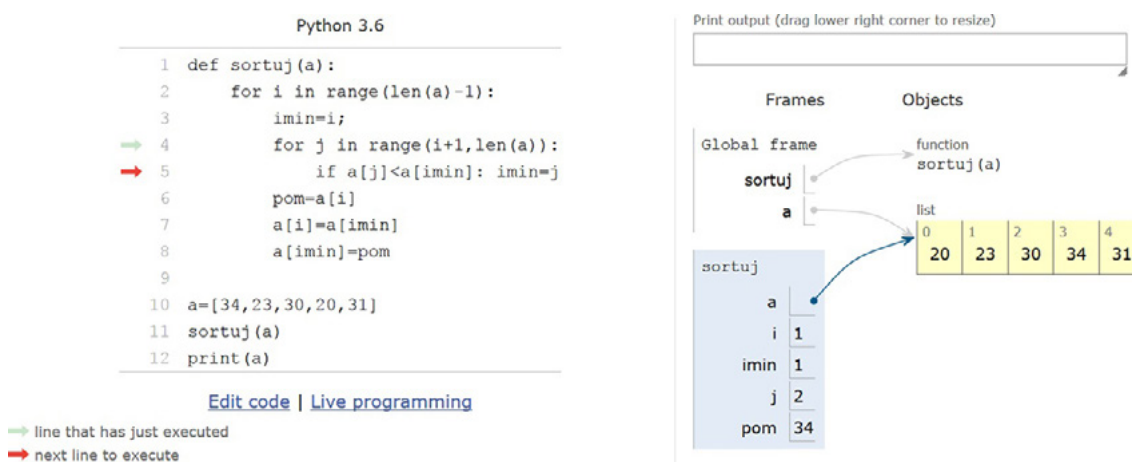 Python 3.6
1 def sortuj(a):
2 for i in range(len(a)-1):
3 imin=i;
4 for j in range(i+1,len(a)):
5 if a[j]<a[imin]: imin=j
6 pom=a[i]
7 a[i]=a[imin]
8 a[imin]=pom
9
10 a=[34,23,30,20,31]
11 sortuj(a)
12 print(a)
Edit code | Live programming
line that has just executed
next line to execute
Print output (drag lower right corner to resize)
Frames Objects
Global frame
sortuj
a
function
sortuj(a)
list
0 1 2 3 4
20 23 30 34 31
sortuj
a
i 1
imin 1
j 2
pom 34